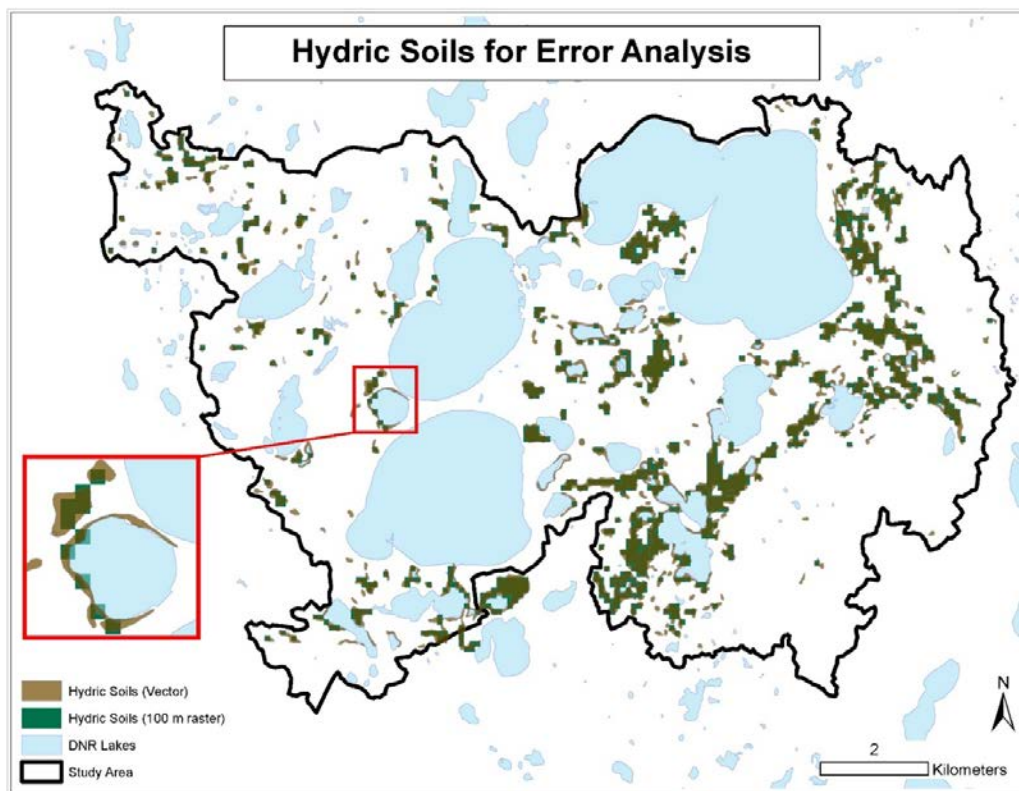 Hydric Soils for Error Analysis
Hydric Soils (Vector)
Hydric Soils (100 m raster)
DNR Lakes
Study Area
N
2
Kilometers